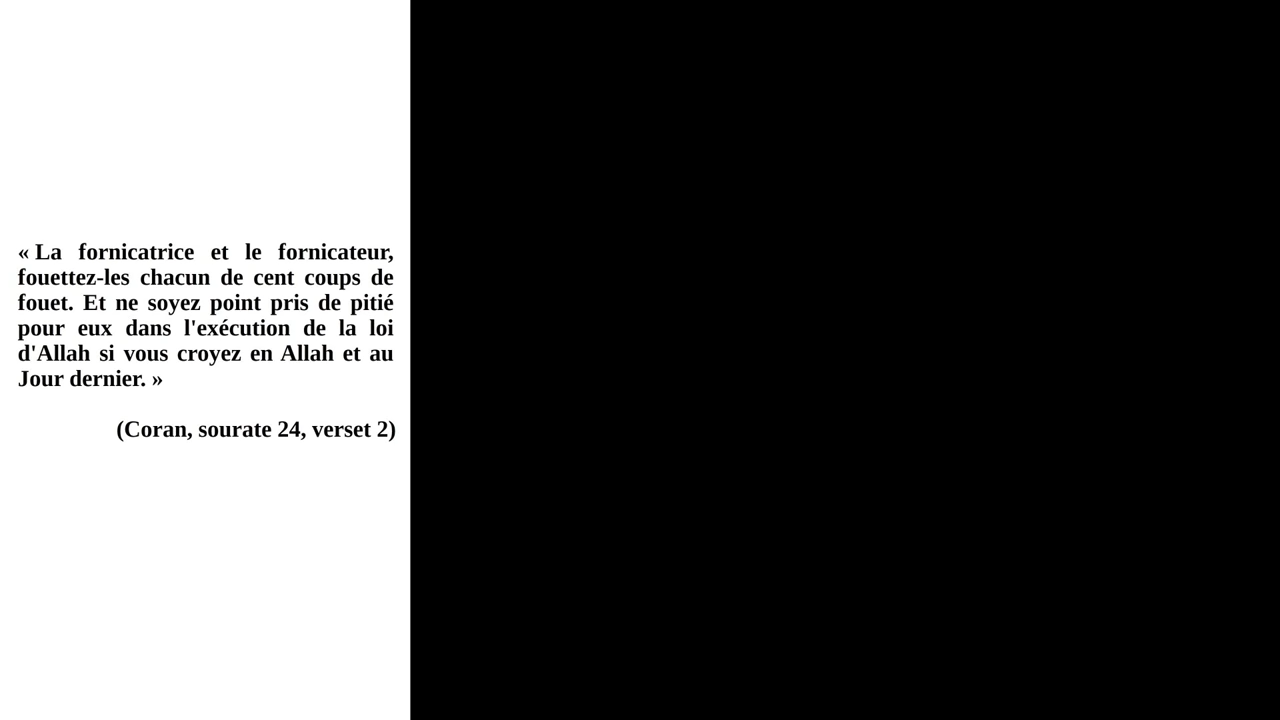 « La fornicatrice et le fornicateur,
fouettez-les chacun de cent coups de
fouet. Et ne soyez point pris de pitié
pour eux dans l'exécution de la loi
d'Allah si vous croyez en Allah et au
Jour dernier. »
(Coran, sourate 24, verset 2)